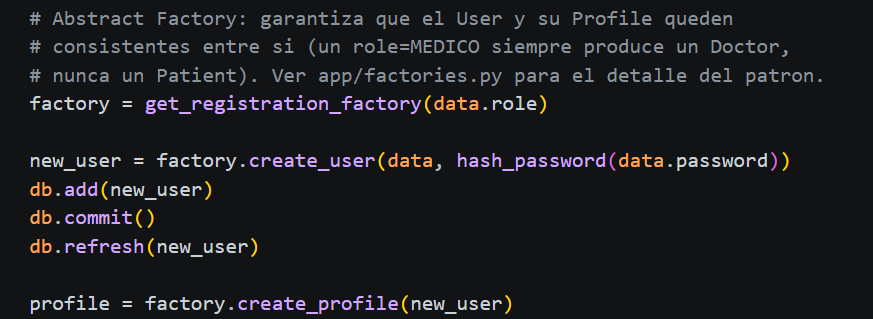 # Abstract Factory: garantiza que el User y su Profile queden
# consistentes entre si (un role=MEDICO siempre produce un Doctor,
# nunca un Patient). Ver app/factories.py para el detalle del patron.
factory = get_registration_factory(data.role)
new_user = factory.create_user(data, hash_password(data.password))
db.add(new_user)
db.commit()
db.refresh(new_user)
profile = factory.create_profile(new_user)